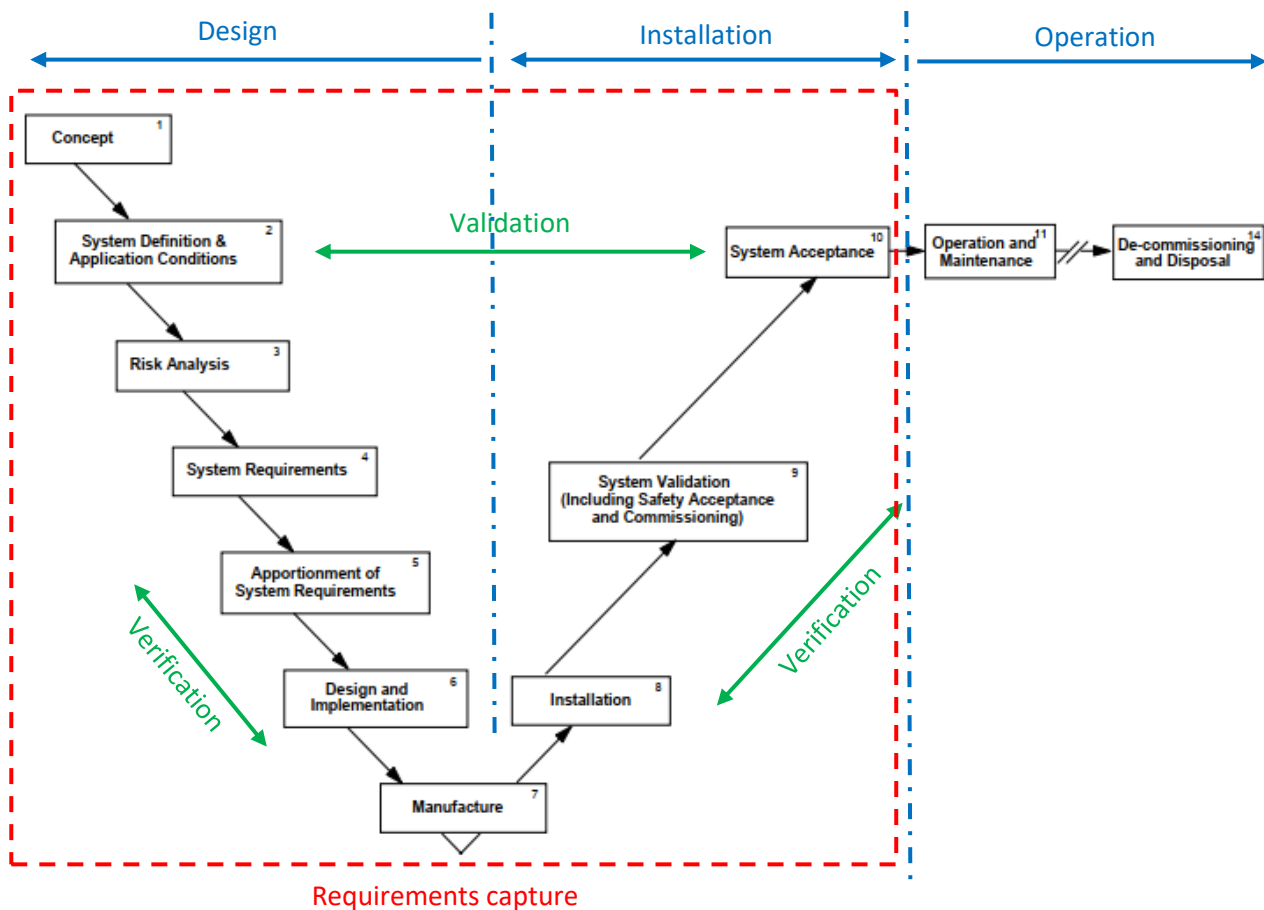 Design
Installation
Operation
1
Concept
2
System Definition &
Application Conditions
Validation
10
System Acceptance
11
Operation and
Maintenance
14
De-commissioning
and Disposal
3
Risk Analysis
4
System Requirements
9
System Validation
(Including Safety Acceptance
and Commissioning)
5
Apportionment of
System Requirements
Verification
Verification
6
Design and
Implementation
8
Installation
7
Manufacture
Requirements capture